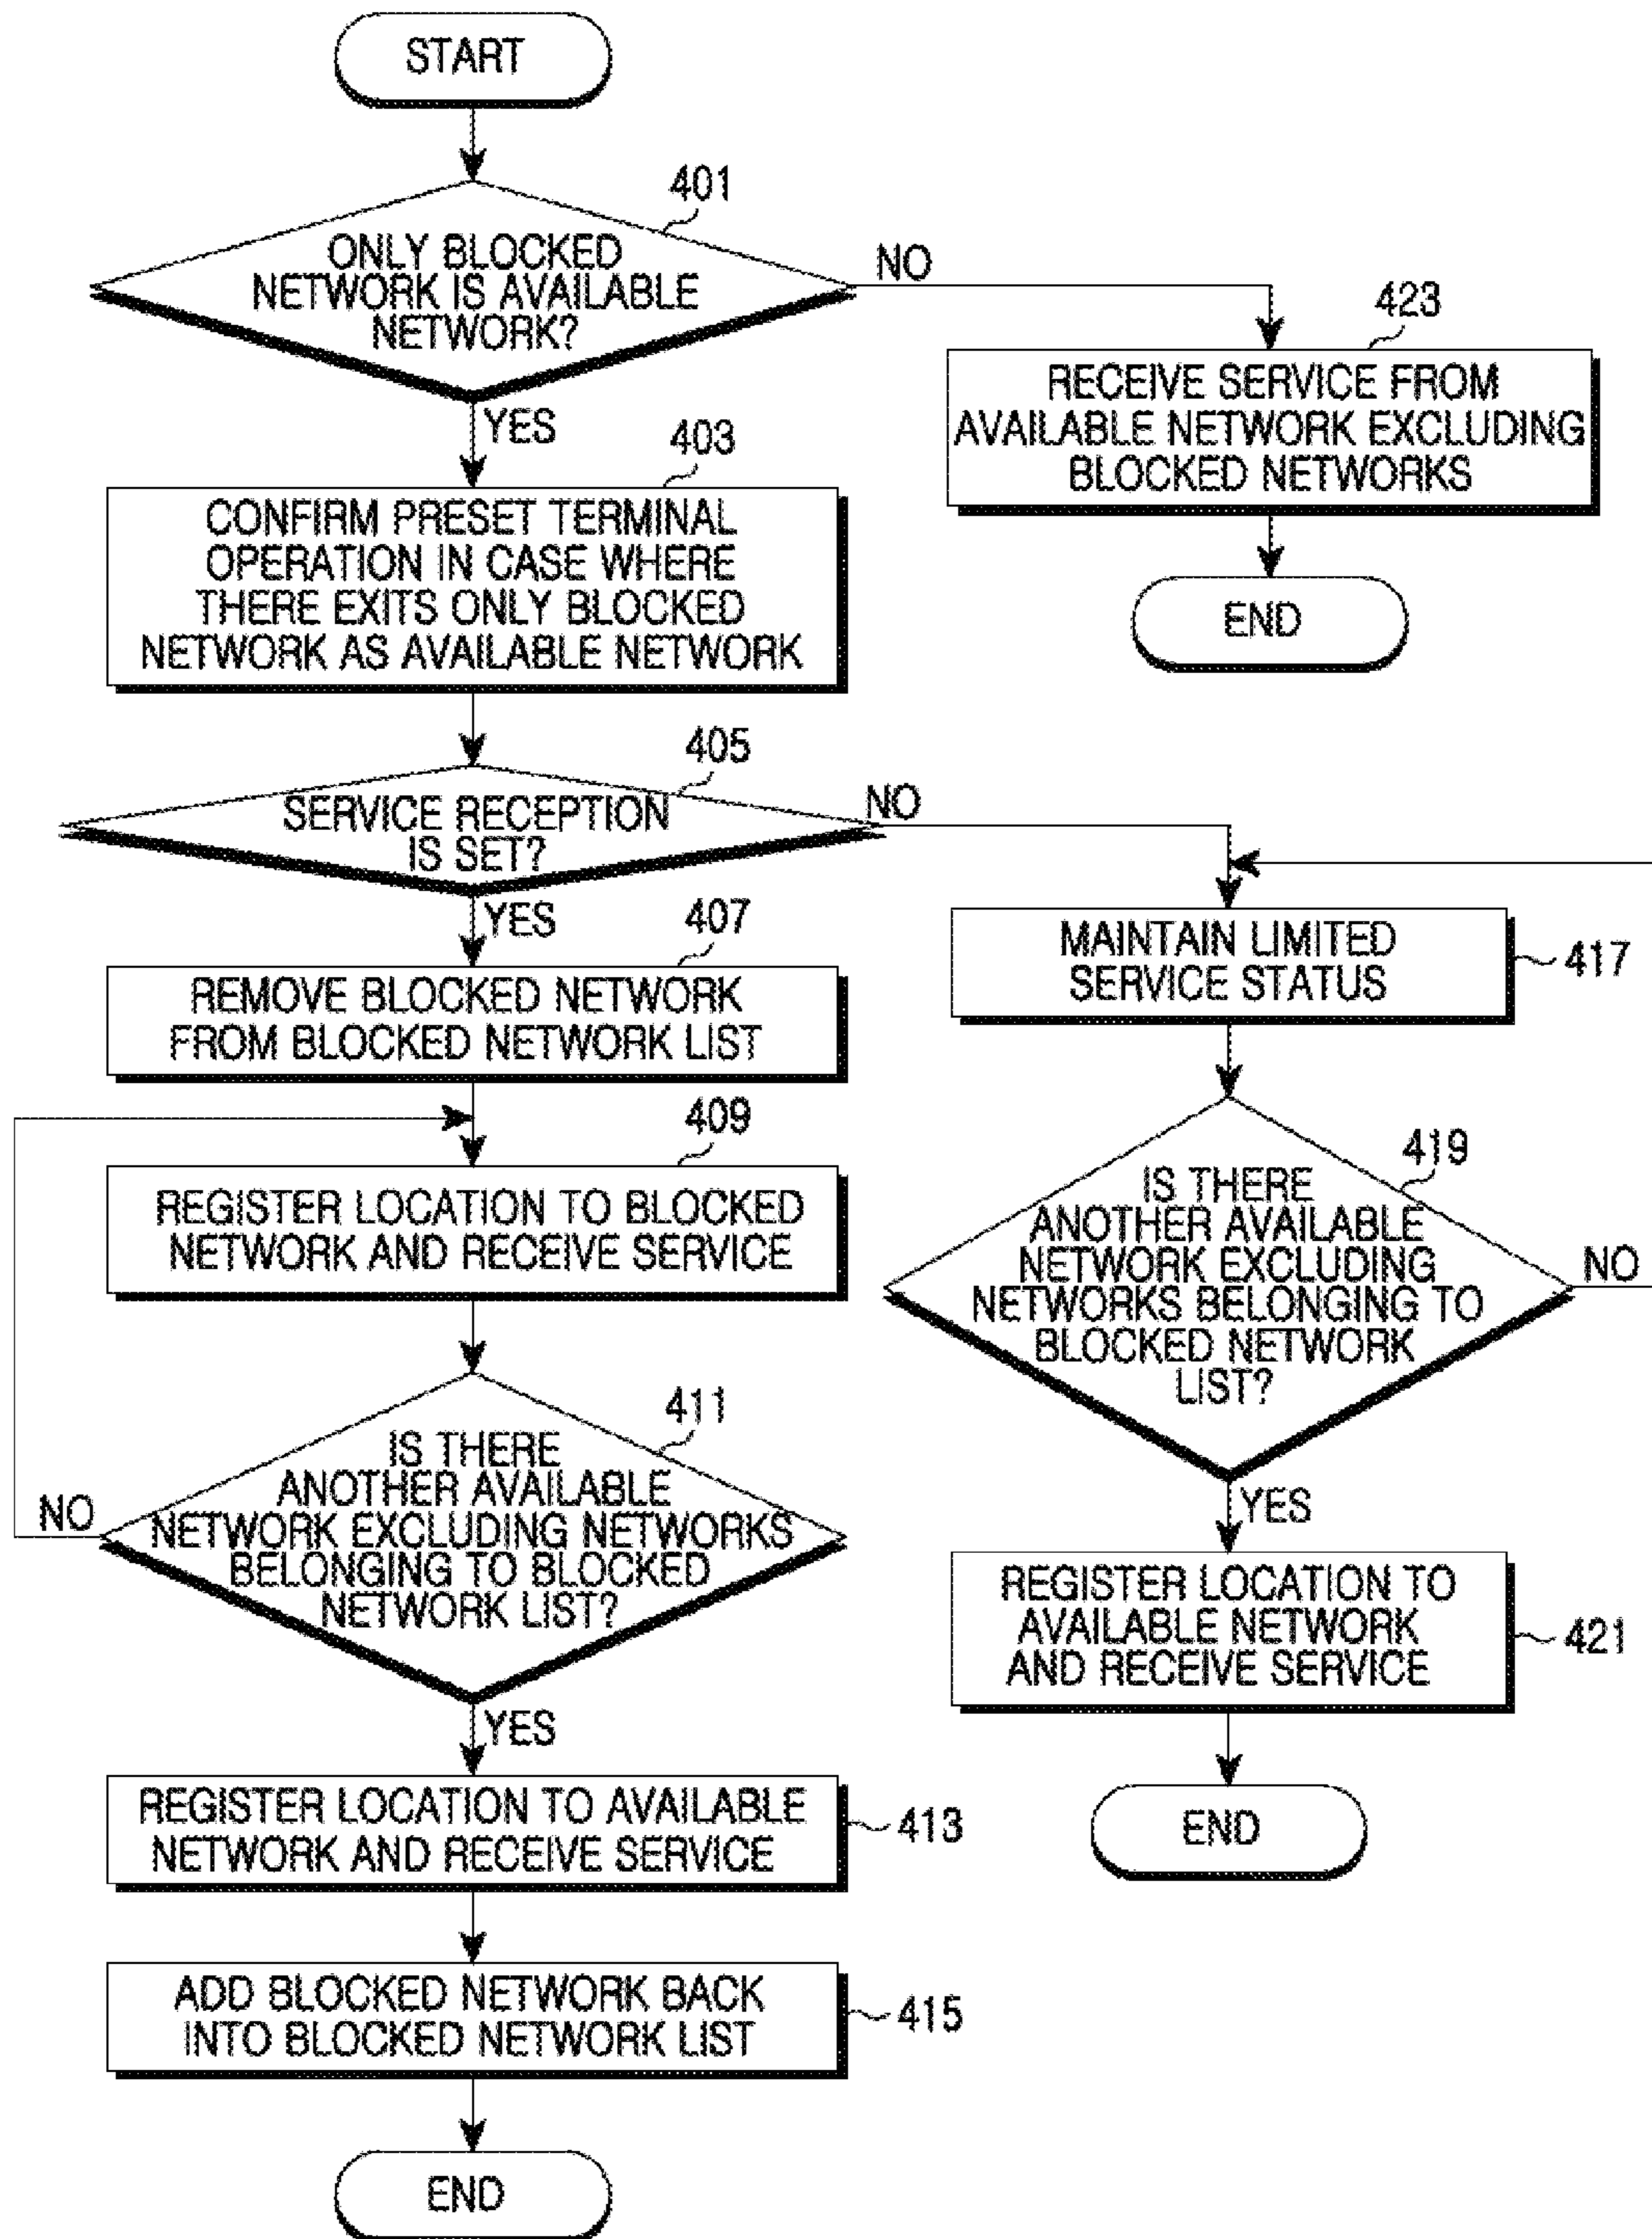 START
401
ONLY BLOCKED
NETWORK IS AVAILABLE
NETWORK?
NO
YES
423
RECEIVE SERVICE FROM
AVAILABLE NETWORK EXCLUDING
BLOCKED NETWORKS
END
403
CONFIRM PRESET TERMINAL
OPERATION IN CASE WHERE
THERE EXITS ONLY BLOCKED
NETWORK AS AVAILABLE NETWORK
405
SERVICE RECEPTION
IS SET?
NO
YES
407
REMOVE BLOCKED NETWORK
FROM BLOCKED NETWORK LIST
409
REGISTER LOCATION TO BLOCKED
NETWORK AND RECEIVE SERVICE
411
IS THERE
ANOTHER AVAILABLE
NETWORK EXCLUDING NETWORKS
BELONGING TO BLOCKED
NETWORK LIST?
NO
YES
REGISTER LOCATION TO AVAILABLE
NETWORK AND RECEIVE SERVICE
413
ADD BLOCKED NETWORK BACK
INTO BLOCKED NETWORK LIST
415
END
MAINTAIN LIMITED
SERVICE STATUS
417
419
IS THERE
ANOTHER AVAILABLE
NETWORK EXCLUDING
NETWORKS BELONGING TO
BLOCKED NETWORK
LIST?
NO
YES
REGISTER LOCATION TO
AVAILABLE NETWORK
AND RECEIVE SERVICE
421
END